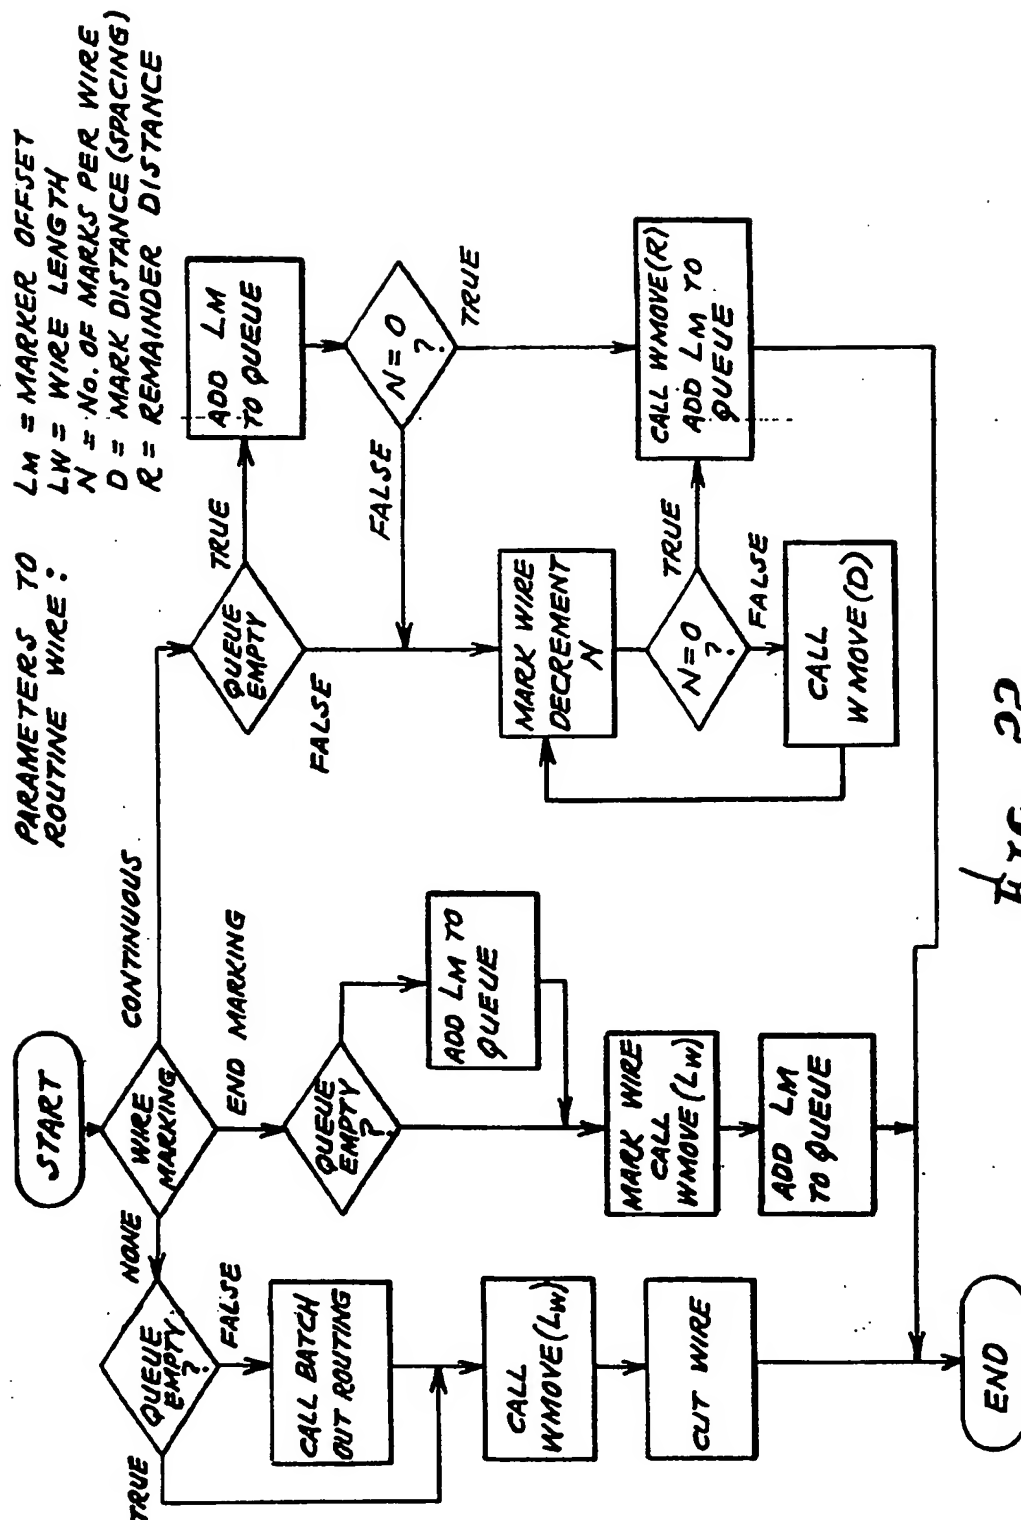 PARAMETERS TO
ROUTINE WIRE:
LM = MARKER OFFSET
LW = WIRE LENGTH
N = No. OF MARKS PER WIRE
D = MARK DISTANCE (SPACING)
R = REMAINDER DISTANCE
START
WIRE
MARKING
NONE
CONTINUOUS
END MARKING
QUEUE
EMPTY
?
TRUE
FALSE
CALL BATCH
OUT ROUTING
CALL
WMOVE(LW)
CUT WIRE
END
QUEUE
EMPTY
?
ADD LM TO
QUEUE
MARK WIRE
CALL
WMOVE(LW)
ADD LM
TO QUEUE
QUEUE
EMPTY
TRUE
FALSE
ADD LM
TO QUEUE
N=0
?
FALSE
TRUE
MARK WIRE
DECREMENT
N
N=0
?
TRUE
FALSE
CALL
WMOVE(D)
CALL WMOVE(R)
ADD LM TO
QUEUE